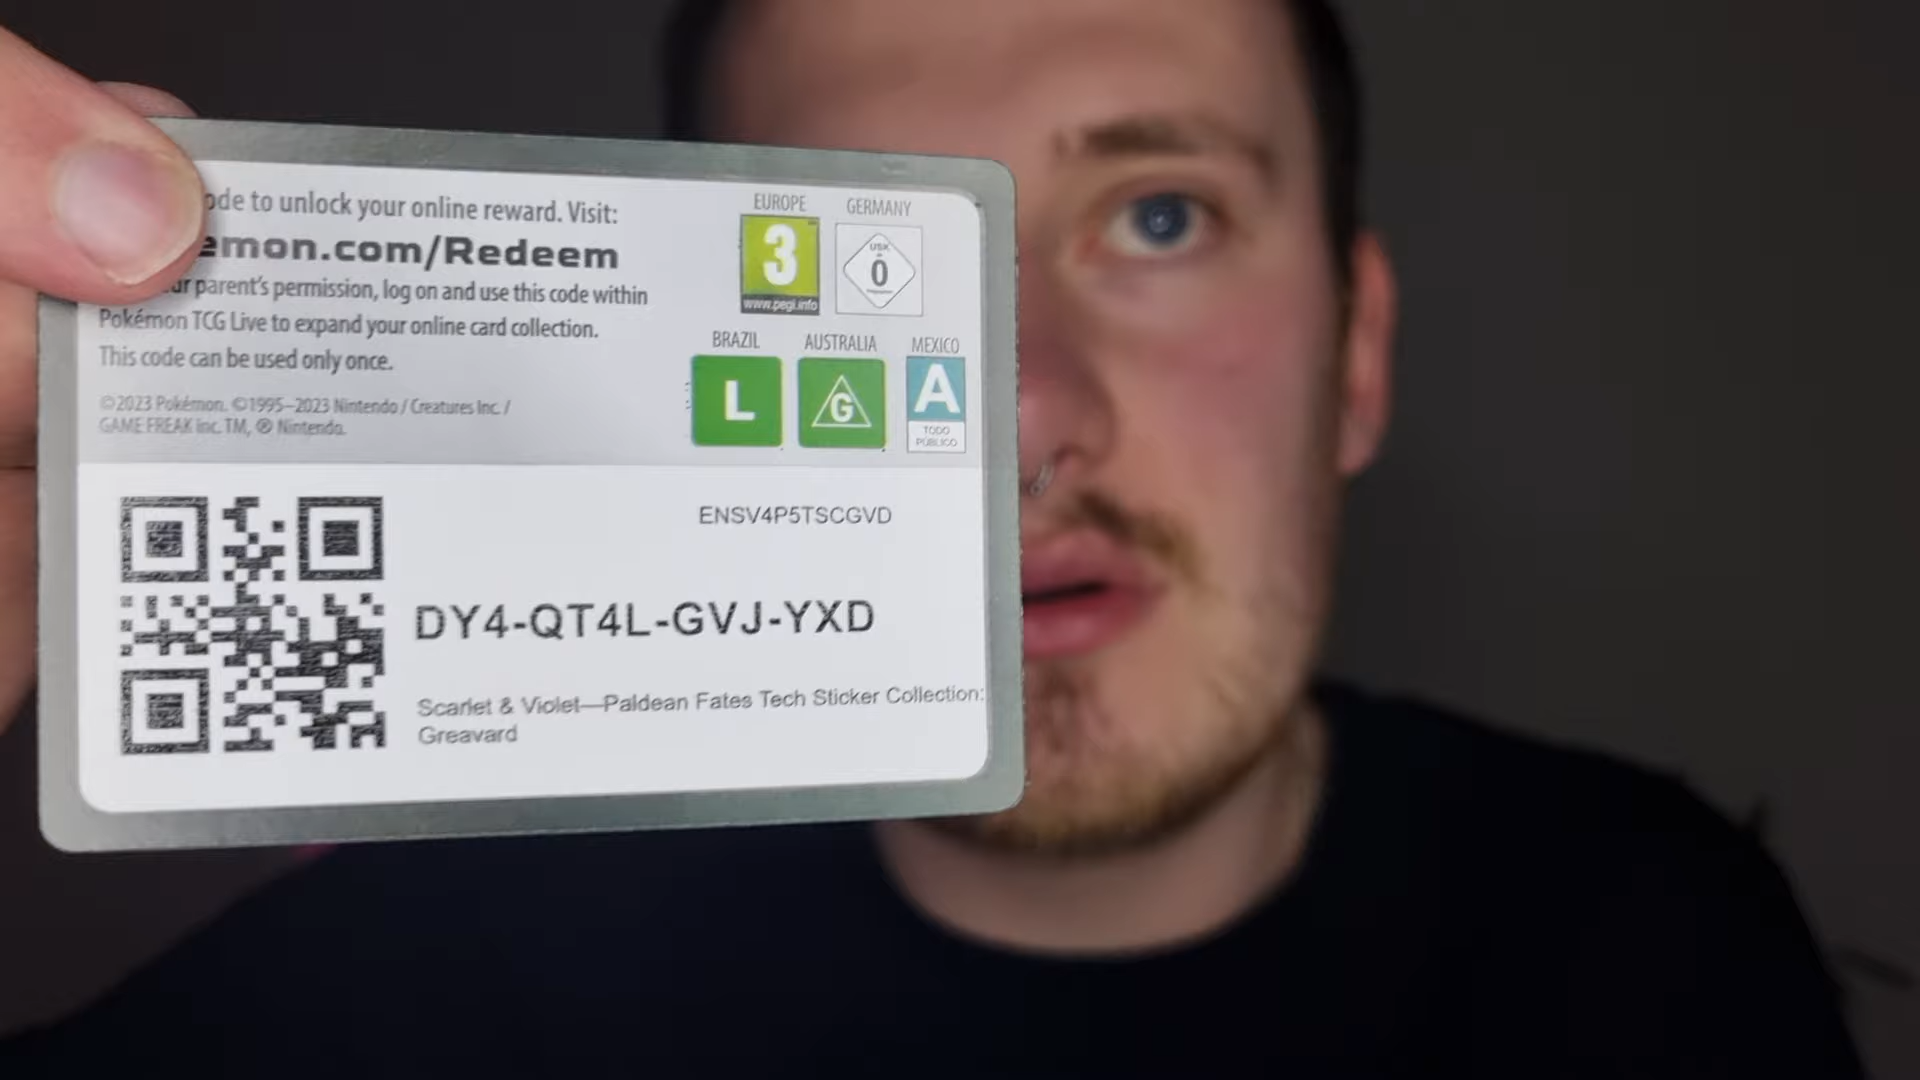 ode to unlock your online reward. Visit:
emon.com/Redeem
ur parent's permission, log on and use this code within
Pokémon TCG Live to expand your online card collection.
This code can be used only once.
©2023 Pokémon. ©1995–2023 Nintendo / Creatures Inc. /
GAME FREAK inc. TM, ® Nintendo.
EUROPE
3
www.pegi.info
GERMANY
USK
0
BRAZIL
L
AUSTRALIA
G
MEXICO
A
TODO
PÚBLICO
ENSV4P5TSCGVD
DY4-QT4L-GVJ-YXD
Scarlet & Violet—Paldean Fates Tech Sticker Collection:
Greavard